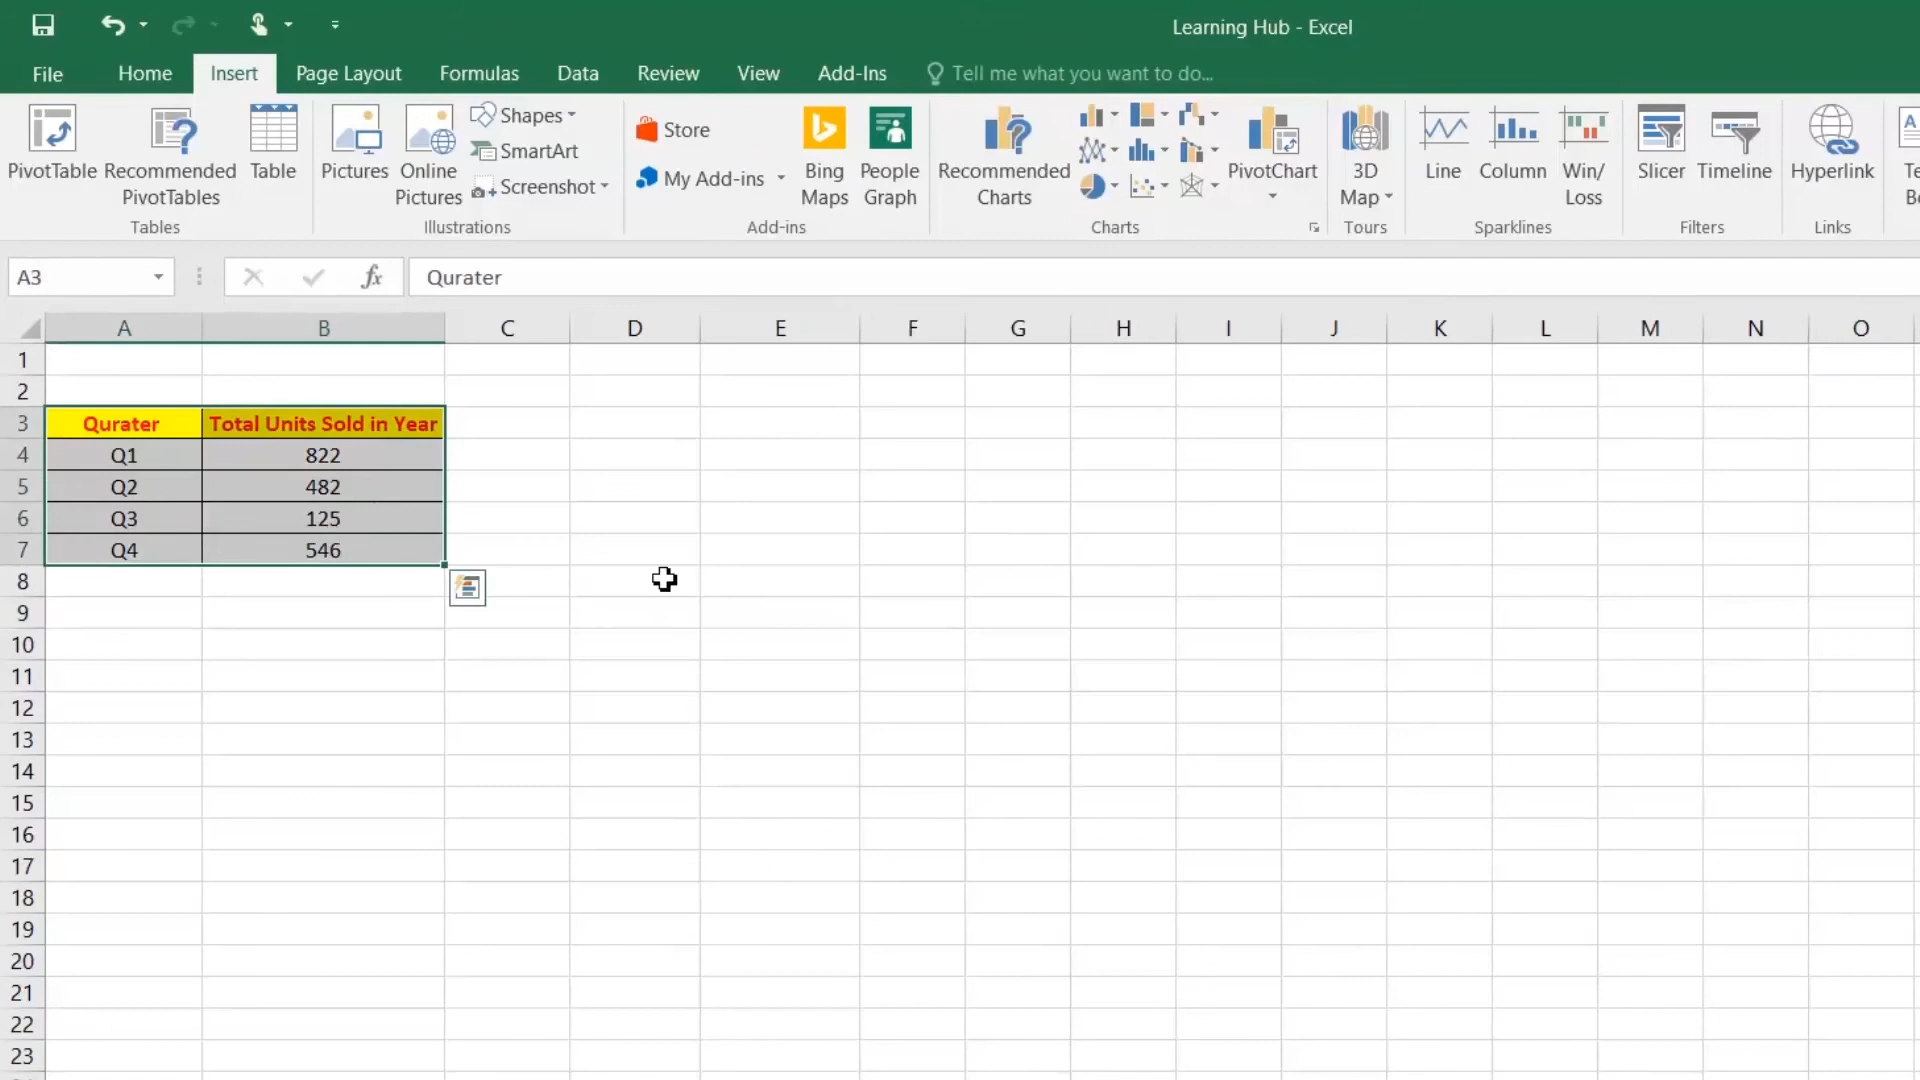 Learning Hub - Excel
File Home Insert Page Layout Formulas Data Review View Add-Ins Tell me what you want to do...
PivotTable Recommended PivotTables Table
Tables
Pictures Online Pictures Shapes SmartArt Screenshot
Illustrations
Store My Add-ins Bing Maps People Graph
Add-ins
Recommended Charts PivotChart
Charts
3D Map
Tours
Line Column Win/ Loss
Sparklines
Slicer Timeline
Filters
Hyperlink
Links
A3 fx Qurater
A B C D E F G H I J K L M N O
1
2
3 Qurater Total Units Sold in Year
4 Q1 822
5 Q2 482
6 Q3 125
7 Q4 546
8
9
10
11
12
13
14
15
16
17
18
19
20
21
22
23